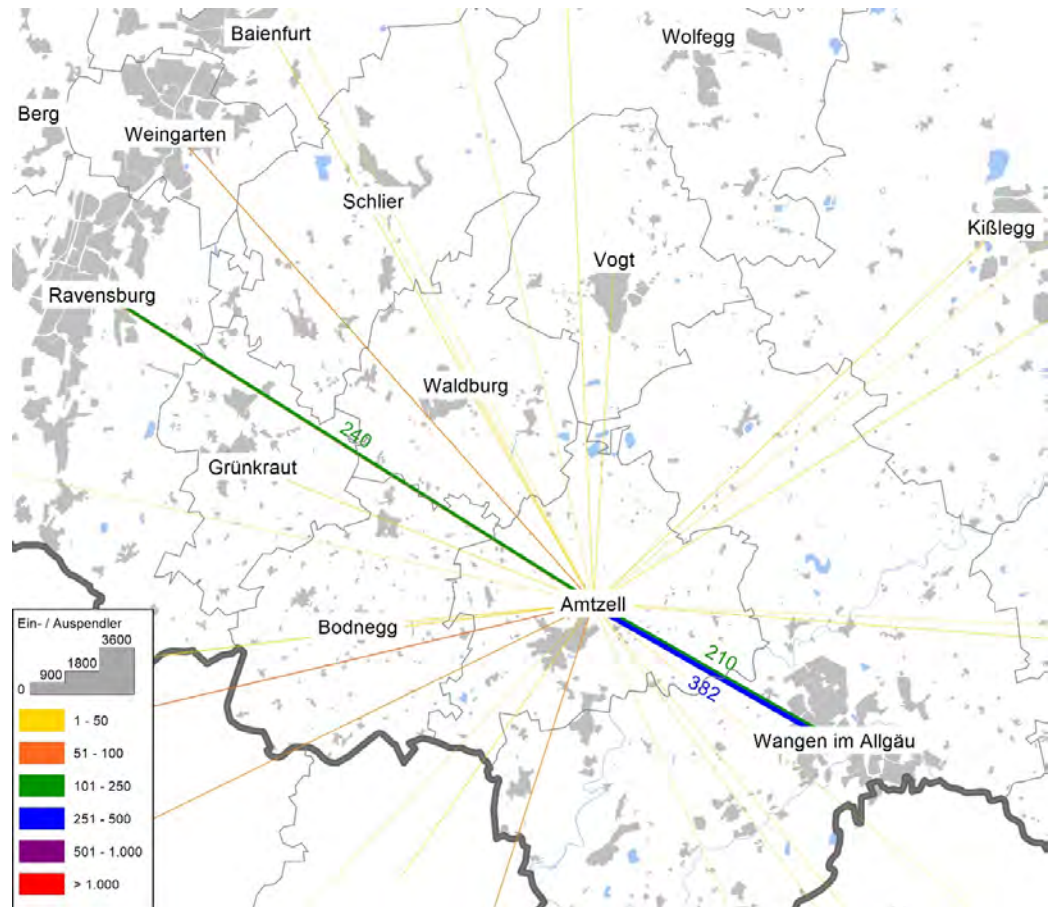 Baienfurt
Wolfegg
Berg
Weingarten
Schlier
Kißlegg
Vogt
Ravensburg
Waldburg
240
Grünkraut
Amtzell
Bodnegg
210
382
Wangen im Allgäu
Ein- / Auspendler
3600
1800
900
0
1 - 50
51 - 100
101 - 250
251 - 500
501 - 1.000
> 1.000